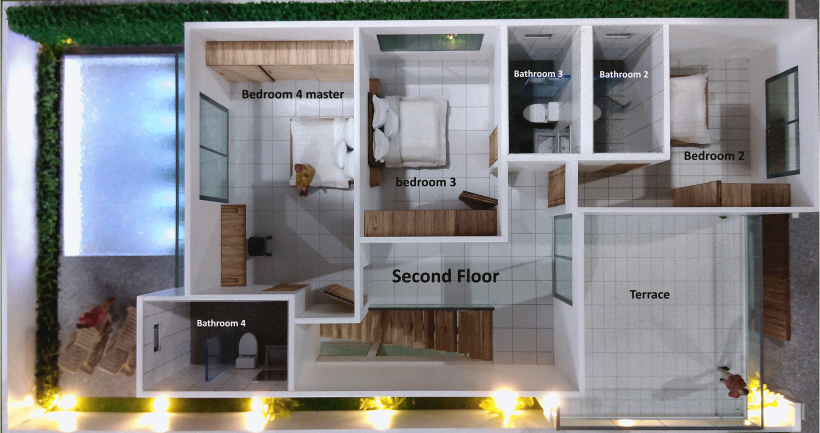 Bathroom 3
Bathroom 2
Bedroom 4 master
Bedroom 2
bedroom 3
Second Floor
Terrace
Bathroom 4